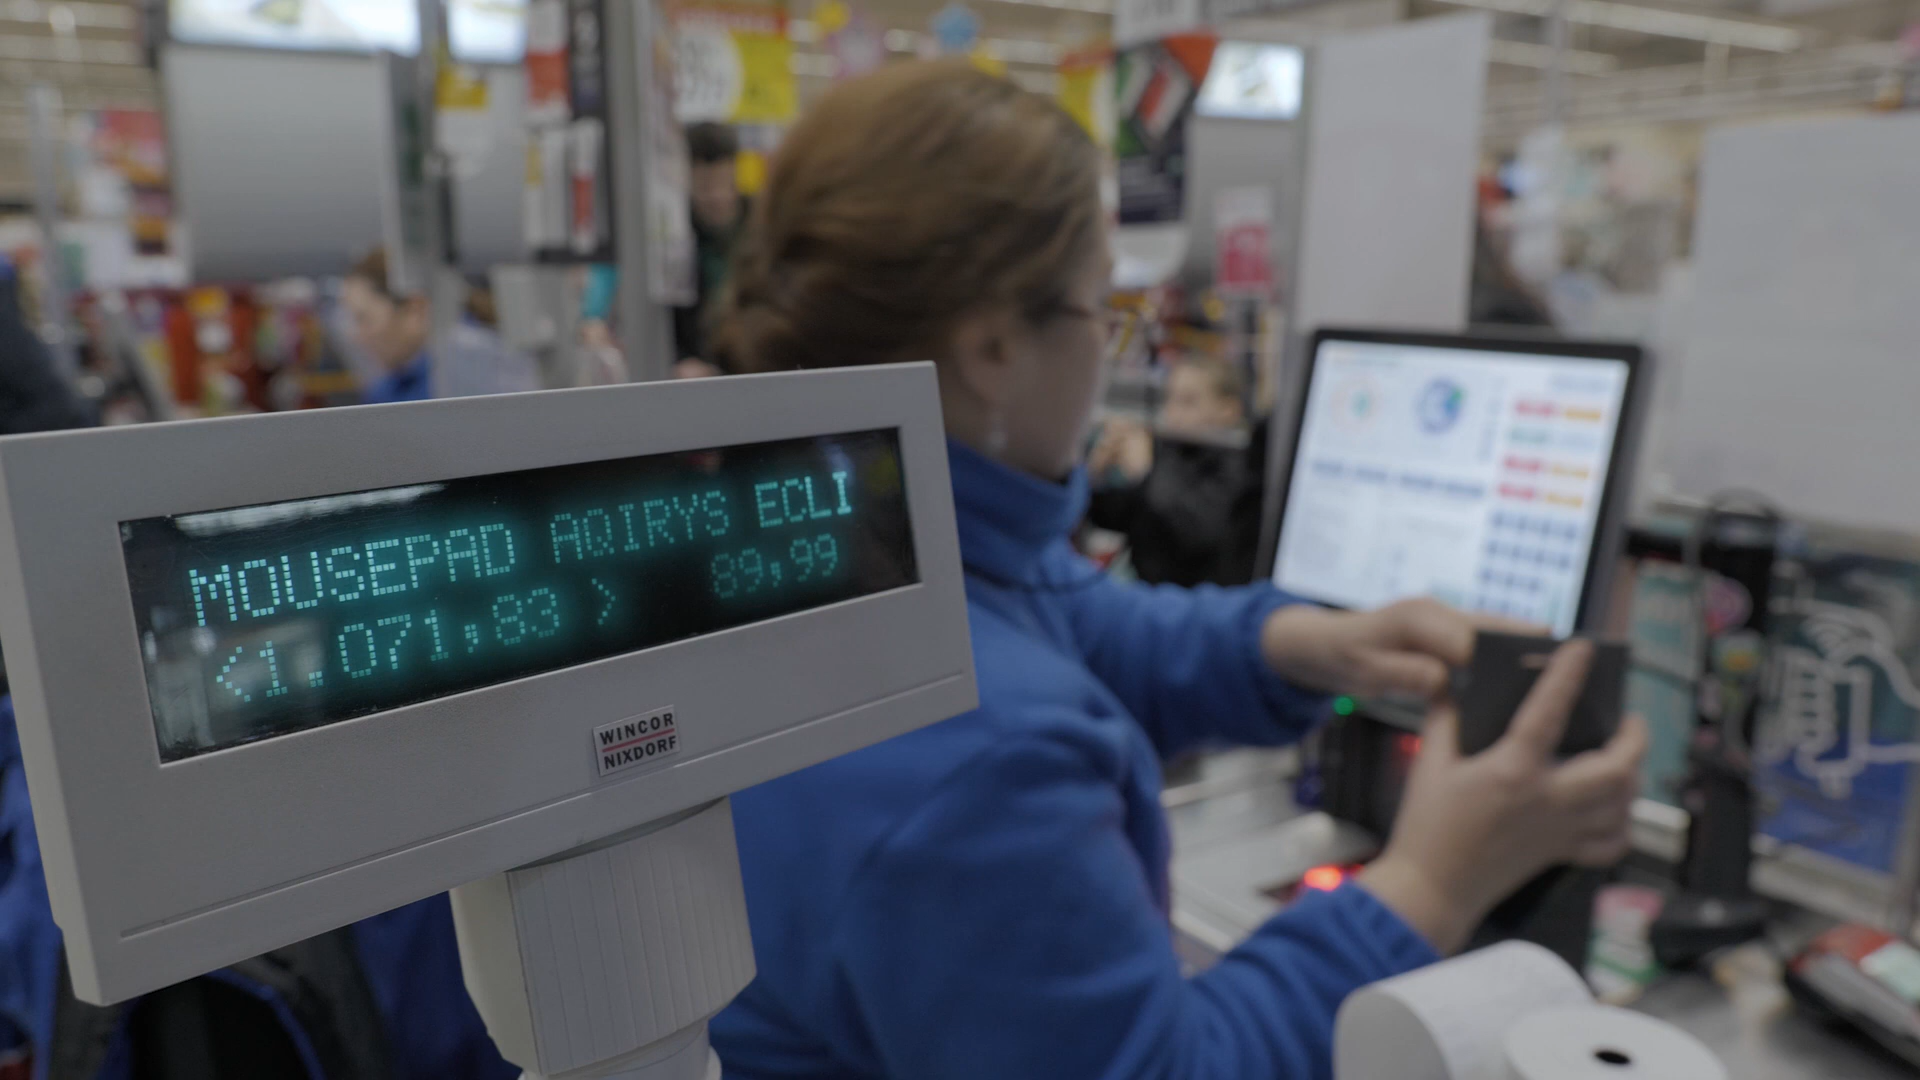 MOUSEPAD AQIRYS ECLI
<1.071,83 > 89,99
WINCOR
NIXDORF